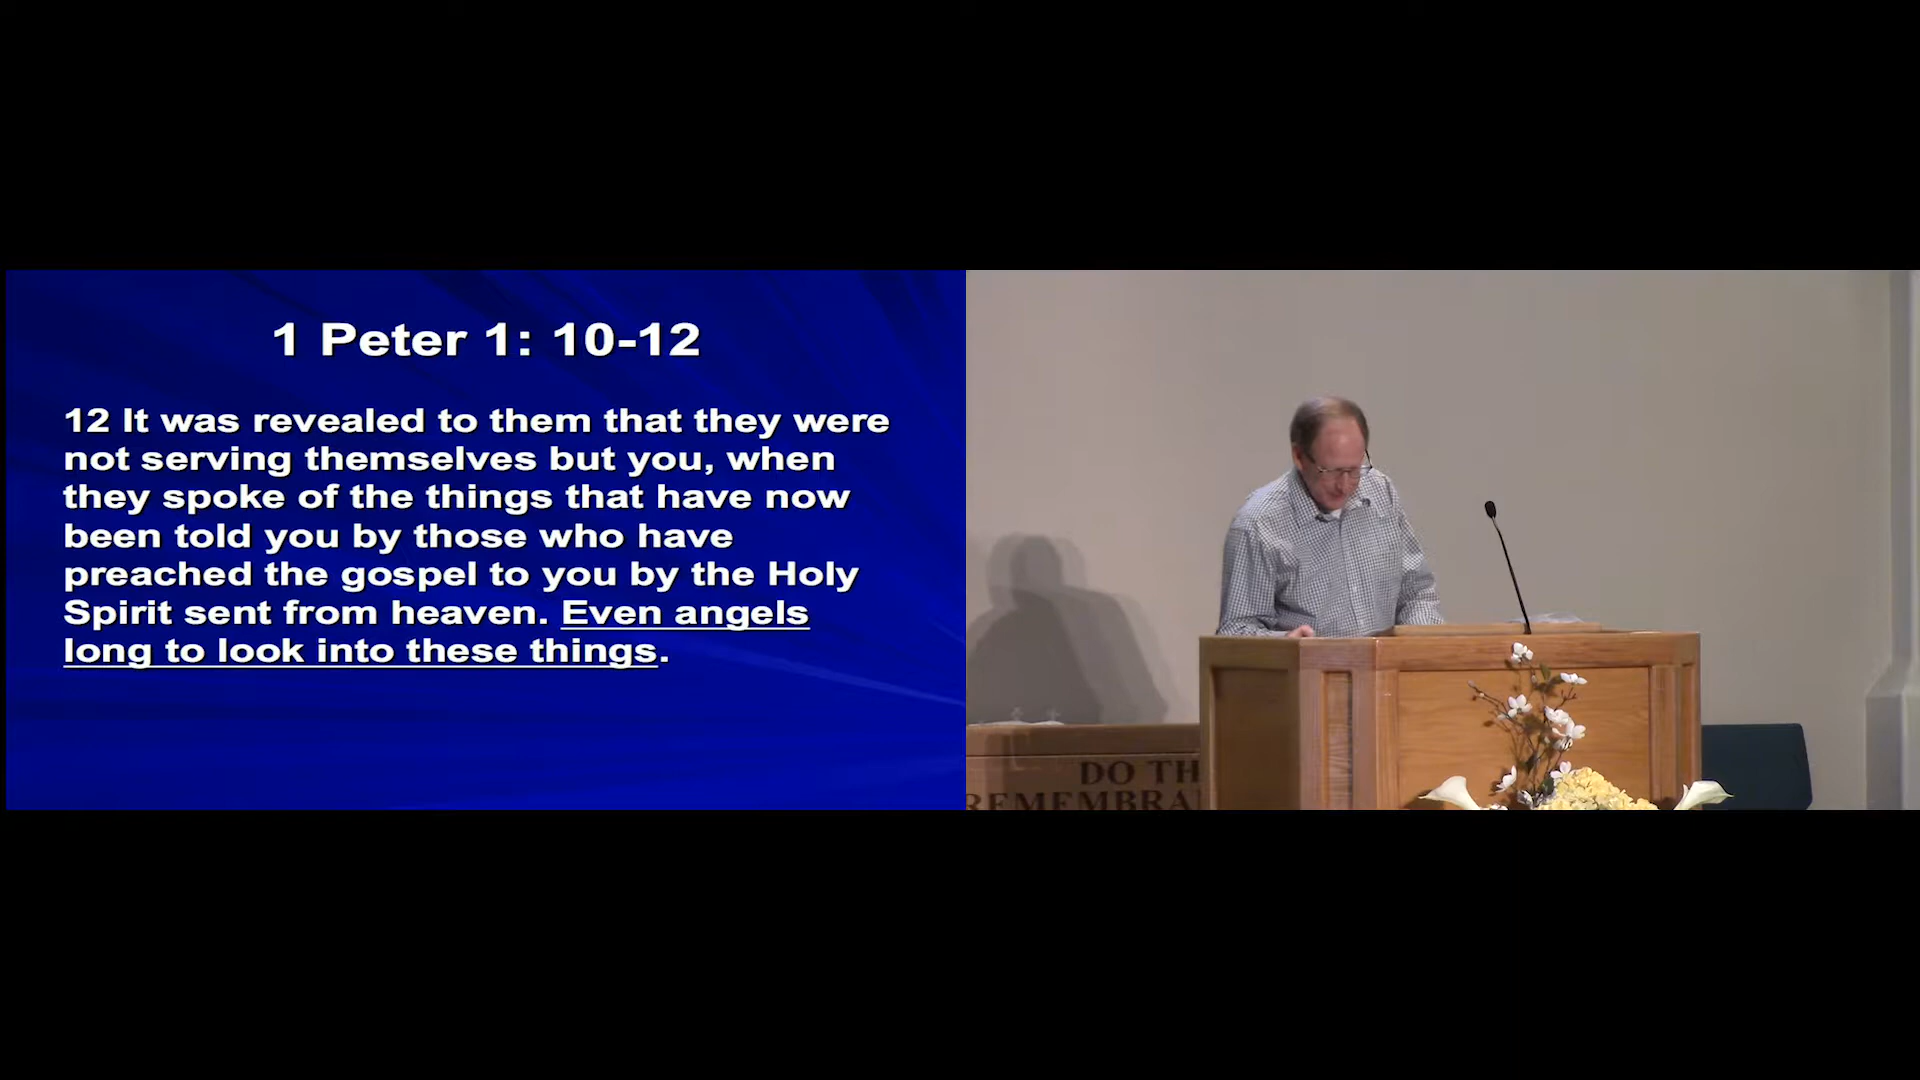 1 Peter 1: 10-12
12 It was revealed to them that they were
not serving themselves but you, when
they spoke of the things that have now
been told you by those who have
preached the gospel to you by the Holy
Spirit sent from heaven. Even angels
long to look into these things.
DO TH
REMEMBRA